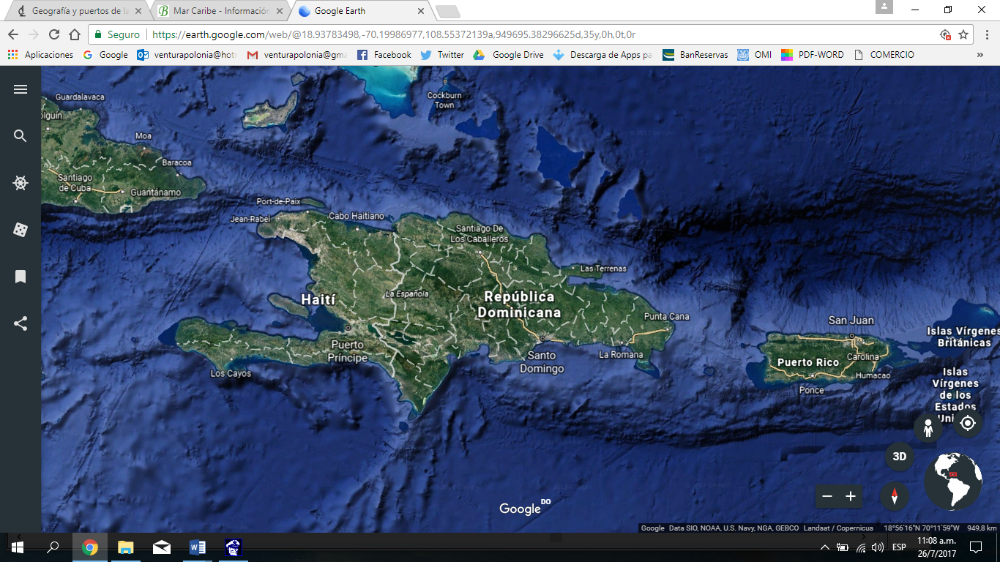 Geografía y puertos de la
Mar Caribe - Información
Google Earth
Seguro
https://earth.google.com/web/@18.93783498,-70.19986977,108.55372139a,949695.38296625d,35y,0h,0t,0r
Aplicaciones
Google
venturapolonia@hotr
venturapolonia@gma
Facebook
Twitter
Google Drive
Descarga de Apps pa
BanReservas
OMI
PDF-WORD
COMERCIO
»
Guardalavaca
olguín
Moa
Baracoa
Santiago
de Cuba
Guantánamo
Cockburn
Town
Port-de-Paix
Jean-Rabel
Cabo Haitiano
Santiago De
Los Caballeros
Las Terrenas
La Española
Haití
República
Dominicana
Punta Cana
Puerto
Príncipe
Los Cayos
Santo
Domingo
La Romana
San Juan
Puerto Rico
Carolina
Humacao
Ponce
Islas Vírgenes
Británicas
Islas
Vírgenes
de los
Estados
Uni
3D
Google DO
Google Data SIO, NOAA, U.S. Navy, NGA, GEBCO Landsat / Copernicus 18°56'16"N 70°11'59"W 949,8 km
ESP
11:08 a.m.
26/7/2017